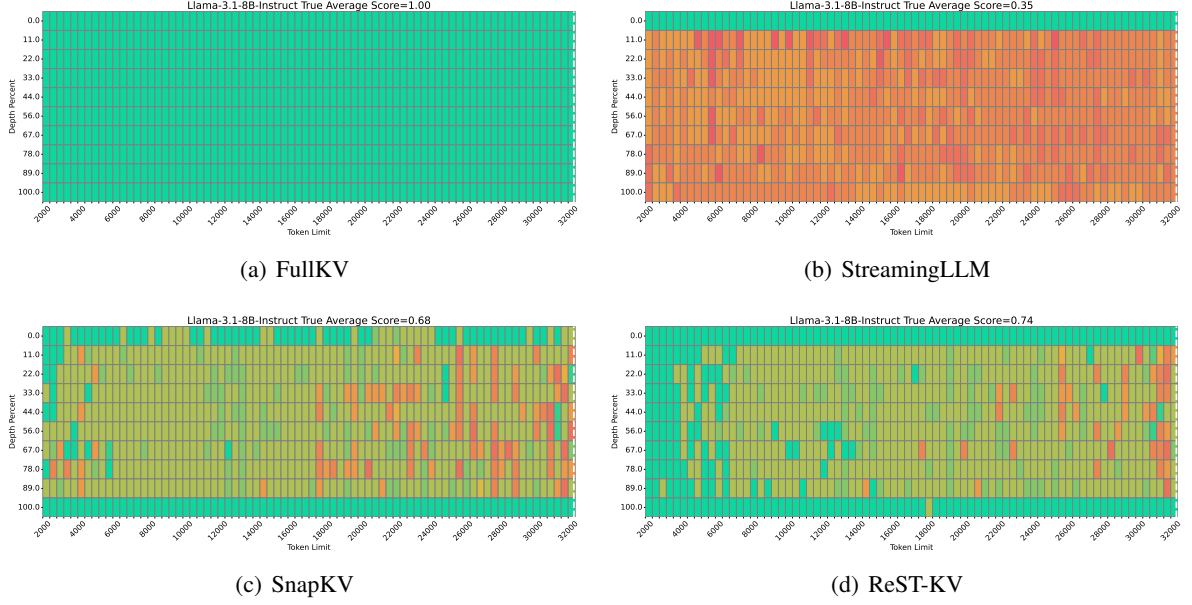 Llama-3.1-8B-Instruct True Average Score=1.00
Depth Percent
0.0
11.0
22.0
33.0
44.0
56.0
67.0
78.0
89.0
100.0
2000 4000 6000 8000 10000 12000 14000 16000 18000 20000 22000 24000 26000 28000 30000 32000
Token Limit
(a) FullKV
Llama-3.1-8B-Instruct True Average Score=0.35
Depth Percent
0.0
11.0
22.0
33.0
44.0
56.0
67.0
78.0
89.0
100.0
2000 4000 6000 8000 10000 12000 14000 16000 18000 20000 22000 24000 26000 28000 30000 32000
Token Limit
(b) StreamingLLM
Llama-3.1-8B-Instruct True Average Score=0.68
Depth Percent
0.0
11.0
22.0
33.0
44.0
56.0
67.0
78.0
89.0
100.0
2000 4000 6000 8000 10000 12000 14000 16000 18000 20000 22000 24000 26000 28000 30000 32000
Token Limit
(c) SnapKV
Llama-3.1-8B-Instruct True Average Score=0.74
Depth Percent
0.0
11.0
22.0
33.0
44.0
56.0
67.0
78.0
89.0
100.0
2000 4000 6000 8000 10000 12000 14000 16000 18000 20000 22000 24000 26000 28000 30000 32000
Token Limit
(d) ReST-KV